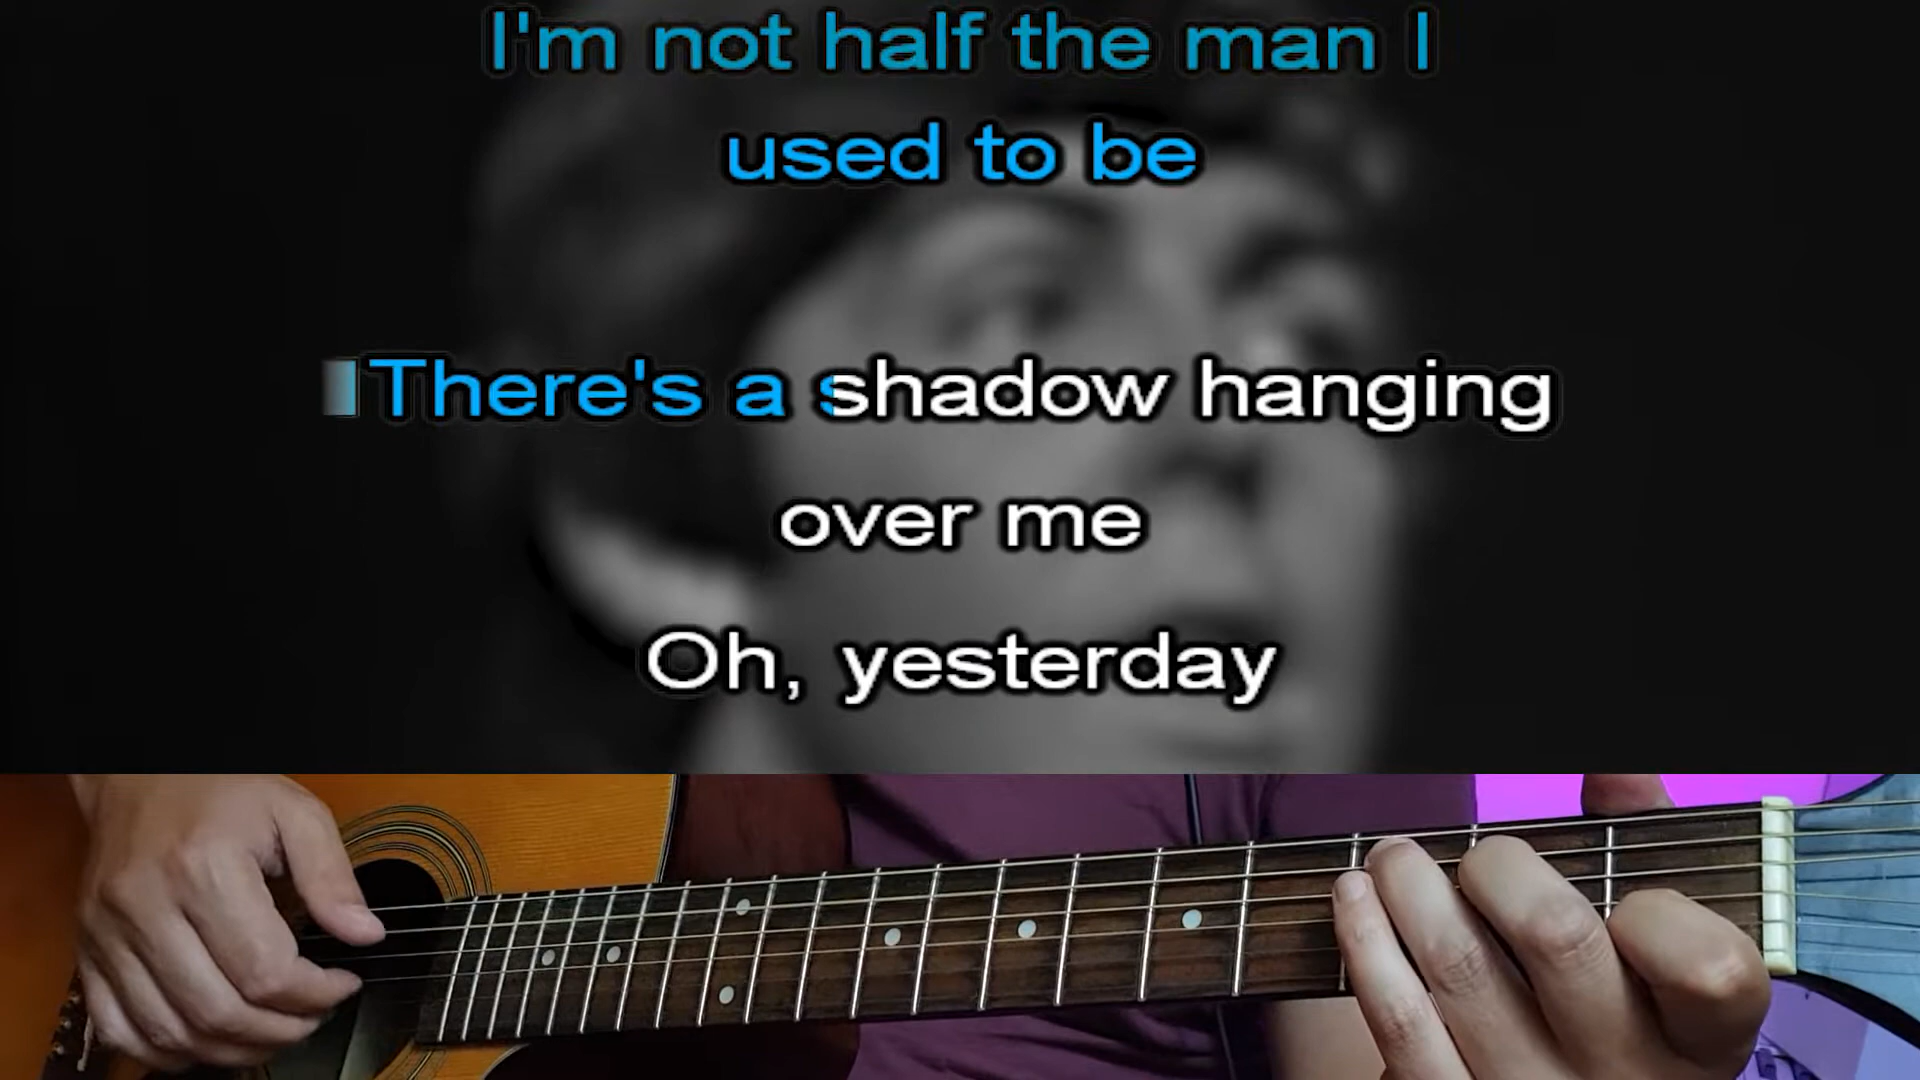 I'm not half the man I
used to be
There's a shadow hanging
over me
Oh, yesterday